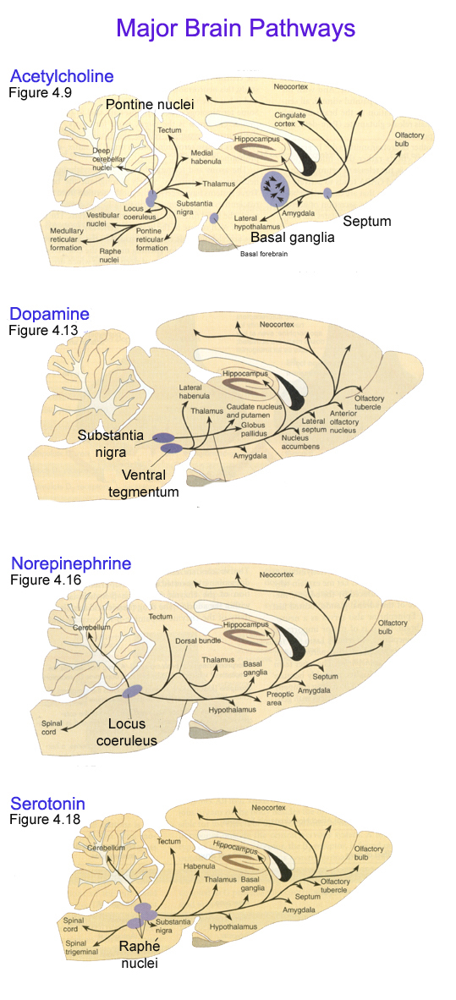 Major Brain Pathways
Acetylcholine
Figure 4.9
Pontine nuclei
Neocortex
Cingulate
cortex
Tectum
Hippocampus
Olfactory
bulb
Deep
cerebellar
nuclei
Medial
habenula
Thalamus
Substantia
nigra
Locus
coeruleus
Vestibular
nuclei
Medullary
reticular
formation
Raphe
nuclei
Pontine
reticular
formation
Lateral
hypothalamus
Amygdala
Septum
Basal ganglia
Basal forebrain
Dopamine
Figure 4.13
Neocortex
Hippocampus
Lateral
habenula
Thalamus
Caudate nucleus
and putamen
Globus
pallidus
Olfactory
tubercle
Anterior
olfactory
nucleus
Lateral
septum
Nucleus
accumbens
Amygdala
Substantia
nigra
Ventral
tegmentum
Norepinephrine
Figure 4.16
Neocortex
Cerebellum
Tectum
Hippocampus
Olfactory
bulb
Dorsal bundle
Thalamus
Basal
ganglia
Septum
Amygdala
Preoptic
area
Hypothalamus
Spinal
cord
Locus
coeruleus
Serotonin
Figure 4.18
Neocortex
Cerebellum
Tectum
Hippocampus
Olfactory
bulb
Habenula
Thalamus
Basal
ganglia
Olfactory
tubercle
Septum
Amygdala
Hypothalamus
Substantia
nigra
Spinal
cord
Spinal
trigeminal
Raphé
nuclei